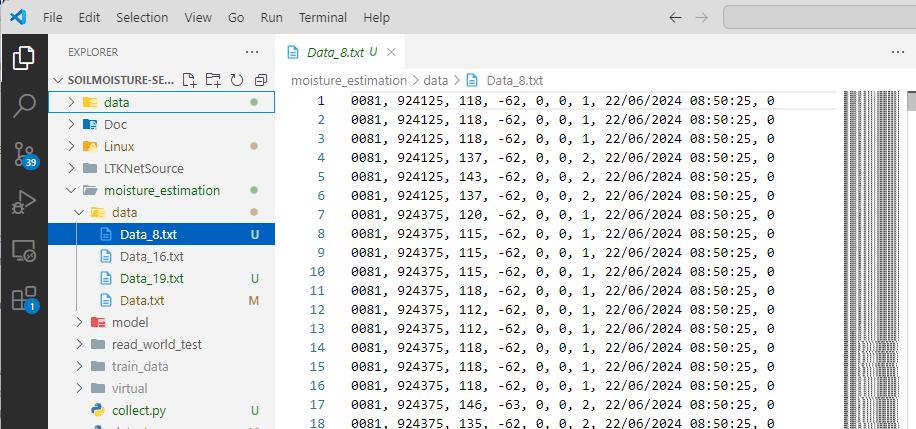 File Edit Selection View Go Run Terminal Help
EXPLORER
SOILMOISTURE-SE...
data
Doc
Linux
LTKNetSource
moisture_estimation
data
Data_8.txt U
Data_16.txt
Data_19.txt U
Data.txt M
model
read_world_test
train_data
virtual
collect.py U
39
1
Data_8.txt U
moisture_estimation > data > Data_8.txt
1 0081, 924125, 118, -62, 0, 0, 1, 22/06/2024 08:50:25, 0
2 0081, 924125, 118, -62, 0, 0, 1, 22/06/2024 08:50:25, 0
3 0081, 924125, 118, -62, 0, 0, 1, 22/06/2024 08:50:25, 0
4 0081, 924125, 137, -62, 0, 0, 2, 22/06/2024 08:50:25, 0
5 0081, 924125, 143, -62, 0, 0, 2, 22/06/2024 08:50:25, 0
6 0081, 924125, 137, -62, 0, 0, 2, 22/06/2024 08:50:25, 0
7 0081, 924375, 120, -62, 0, 0, 1, 22/06/2024 08:50:25, 0
8 0081, 924375, 115, -62, 0, 0, 1, 22/06/2024 08:50:25, 0
9 0081, 924375, 115, -62, 0, 0, 1, 22/06/2024 08:50:25, 0
10 0081, 924375, 115, -62, 0, 0, 1, 22/06/2024 08:50:25, 0
11 0081, 924375, 118, -62, 0, 0, 1, 22/06/2024 08:50:25, 0
12 0081, 924375, 112, -62, 0, 0, 1, 22/06/2024 08:50:25, 0
13 0081, 924375, 112, -62, 0, 0, 1, 22/06/2024 08:50:25, 0
14 0081, 924375, 118, -62, 0, 0, 1, 22/06/2024 08:50:25, 0
15 0081, 924375, 118, -62, 0, 0, 1, 22/06/2024 08:50:25, 0
16 0081, 924375, 118, -62, 0, 0, 1, 22/06/2024 08:50:25, 0
17 0081, 924375, 146, -63, 0, 0, 2, 22/06/2024 08:50:25, 0
18 0081, 924375, 135, -62, 0, 0, 2, 22/06/2024 08:50:25, 0